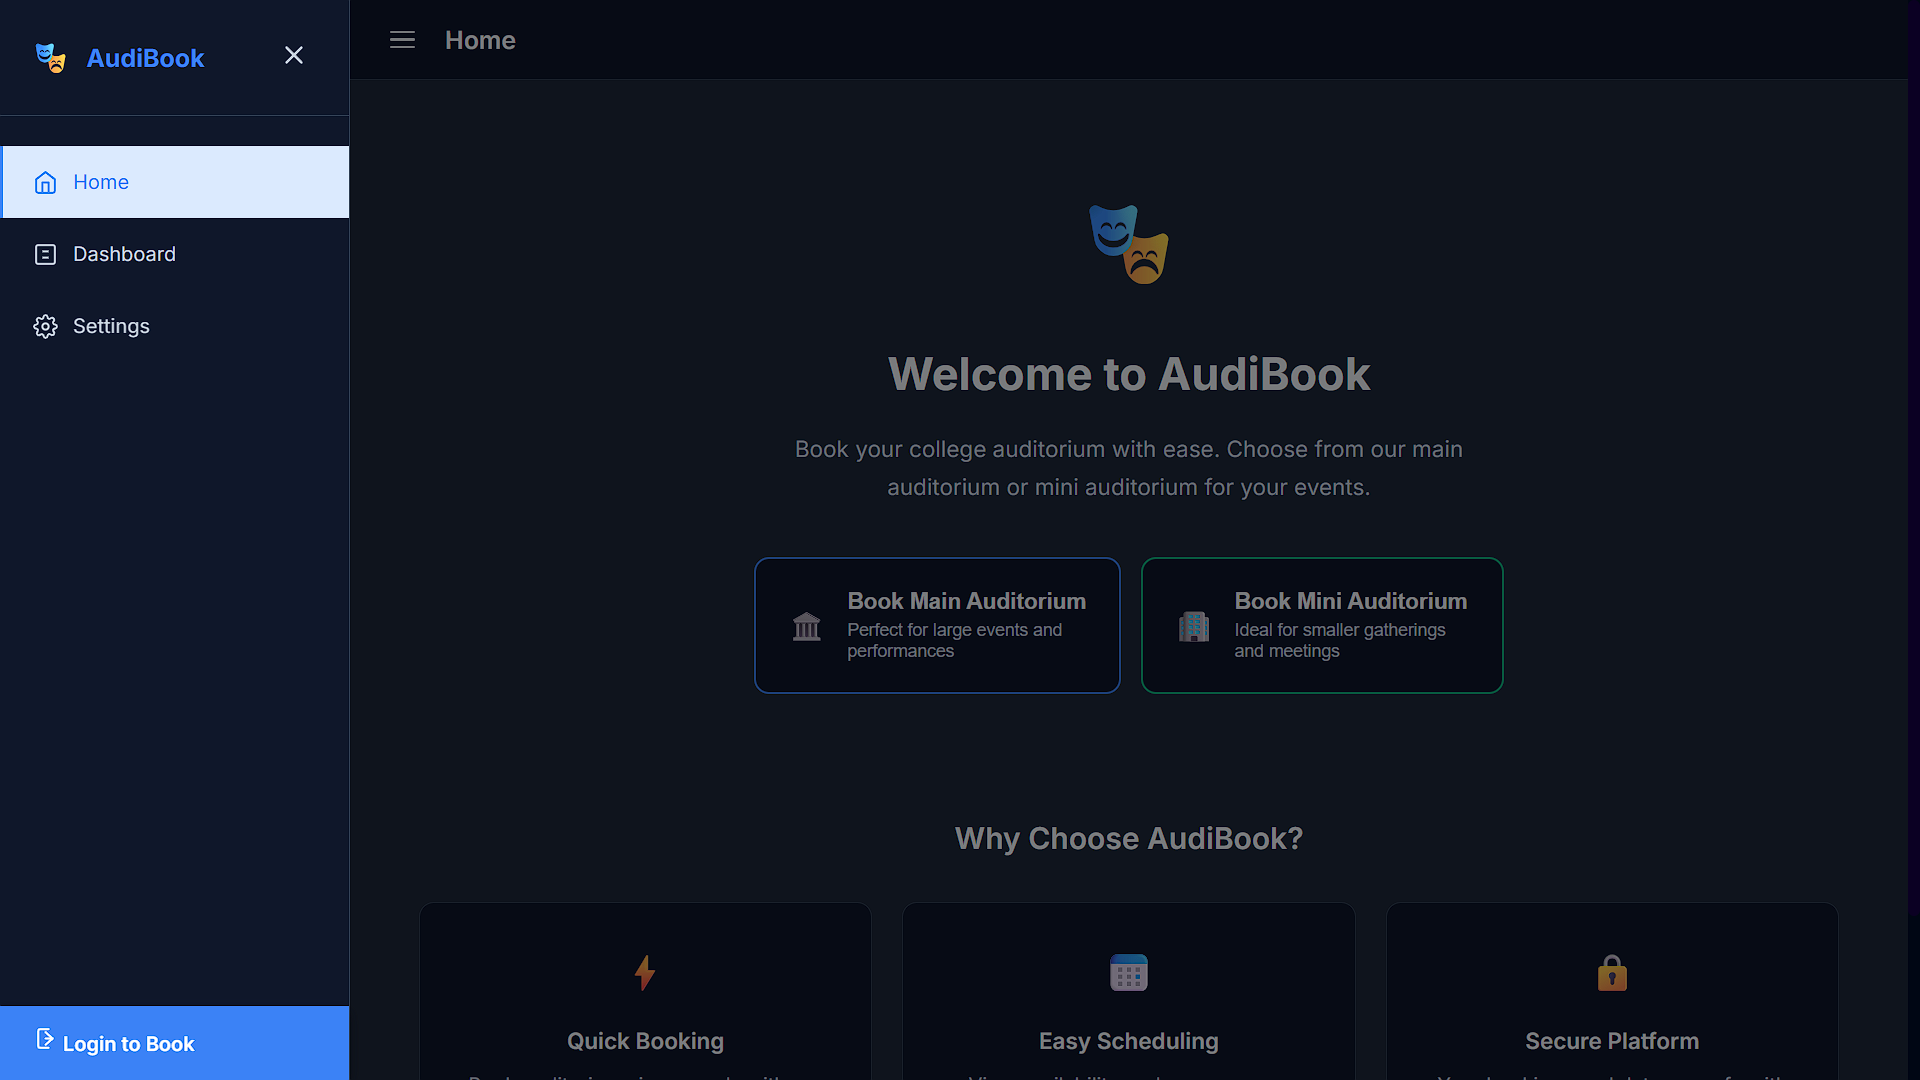 AudiBook
Home
Dashboard
Settings
Login to Book
Home
Welcome to AudiBook
Book your college auditorium with ease. Choose from our main
auditorium or mini auditorium for your events.
Book Main Auditorium
Perfect for large events and
performances
Book Mini Auditorium
Ideal for smaller gatherings
and meetings
Why Choose AudiBook?
Quick Booking
Easy Scheduling
Secure Platform